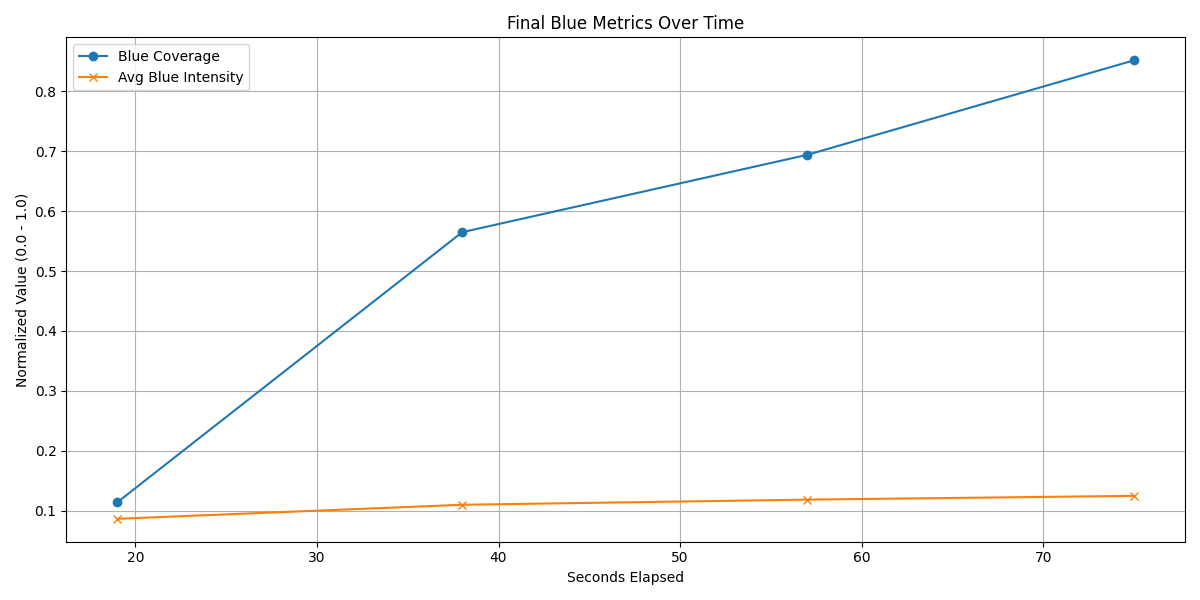 Final Blue Metrics Over Time
Blue Coverage
Avg Blue Intensity
Normalized Value (0.0 - 1.0)
0.8
0.7
0.6
0.5
0.4
0.3
0.2
0.1
20 30 40 50 60 70
Seconds Elapsed